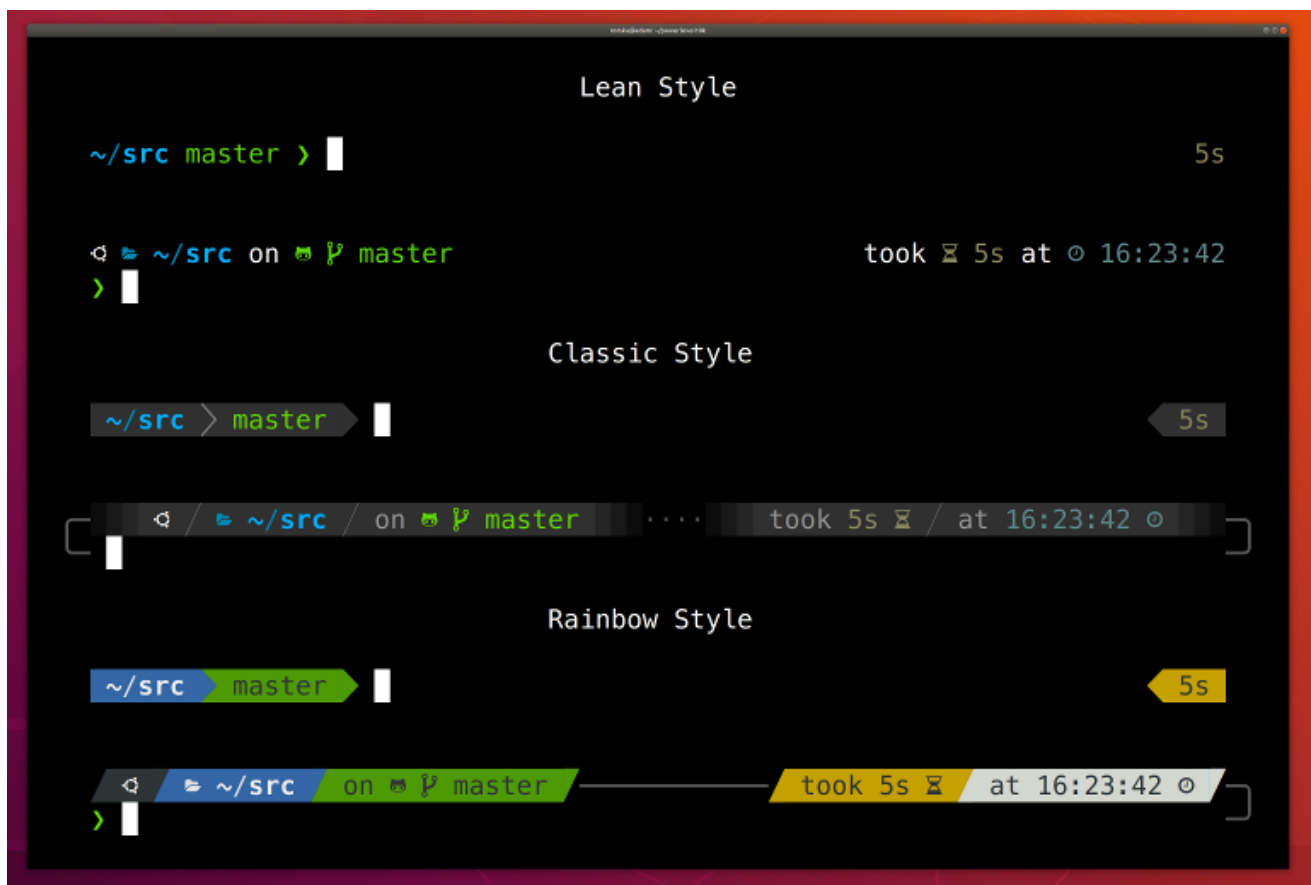 Lean Style
~/src master ❯ 5s
~/src on master took 5s at 16:23:42
❯
Classic Style
~/src master 5s
~/src on master ···· took 5s at 16:23:42
Rainbow Style
~/src master 5s
~/src on master took 5s at 16:23:42
❯